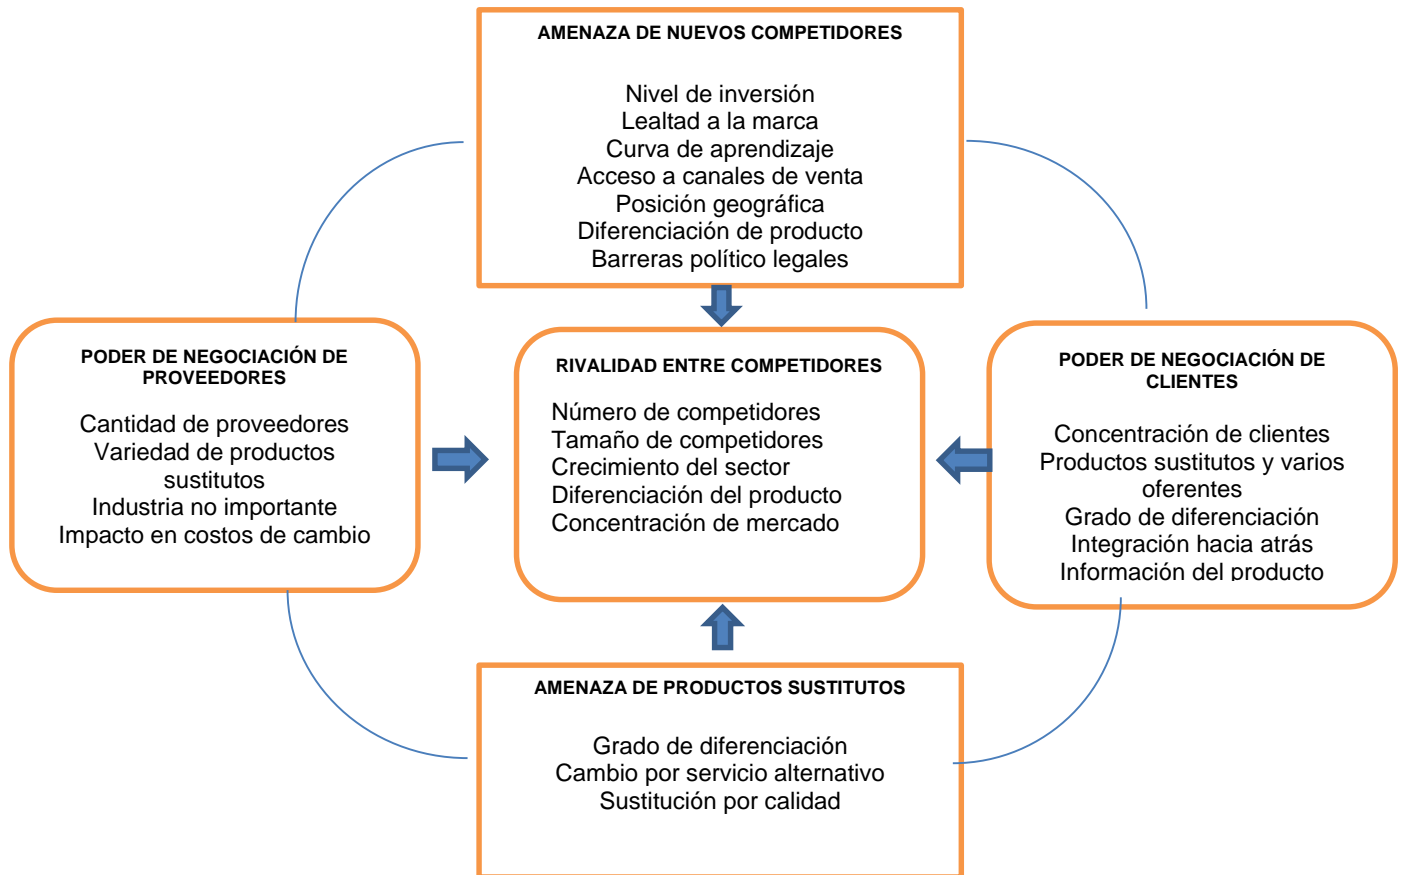 AMENAZA DE NUEVOS COMPETIDORES
Nivel de inversión
Lealtad a la marca
Curva de aprendizaje
Acceso a canales de venta
Posición geográfica
Diferenciación de producto
Barreras político legales
PODER DE NEGOCIACIÓN DE
PROVEEDORES
Cantidad de proveedores
Variedad de productos
sustitutos
Industria no importante
Impacto en costos de cambio
RIVALIDAD ENTRE COMPETIDORES
Número de competidores
Tamaño de competidores
Crecimiento del sector
Diferenciación del producto
Concentración de mercado
PODER DE NEGOCIACIÓN DE
CLIENTES
Concentración de clientes
Productos sustitutos y varios
oferentes
Grado de diferenciación
Integración hacia atrás
Información del producto
AMENAZA DE PRODUCTOS SUSTITUTOS
Grado de diferenciación
Cambio por servicio alternativo
Sustitución por calidad